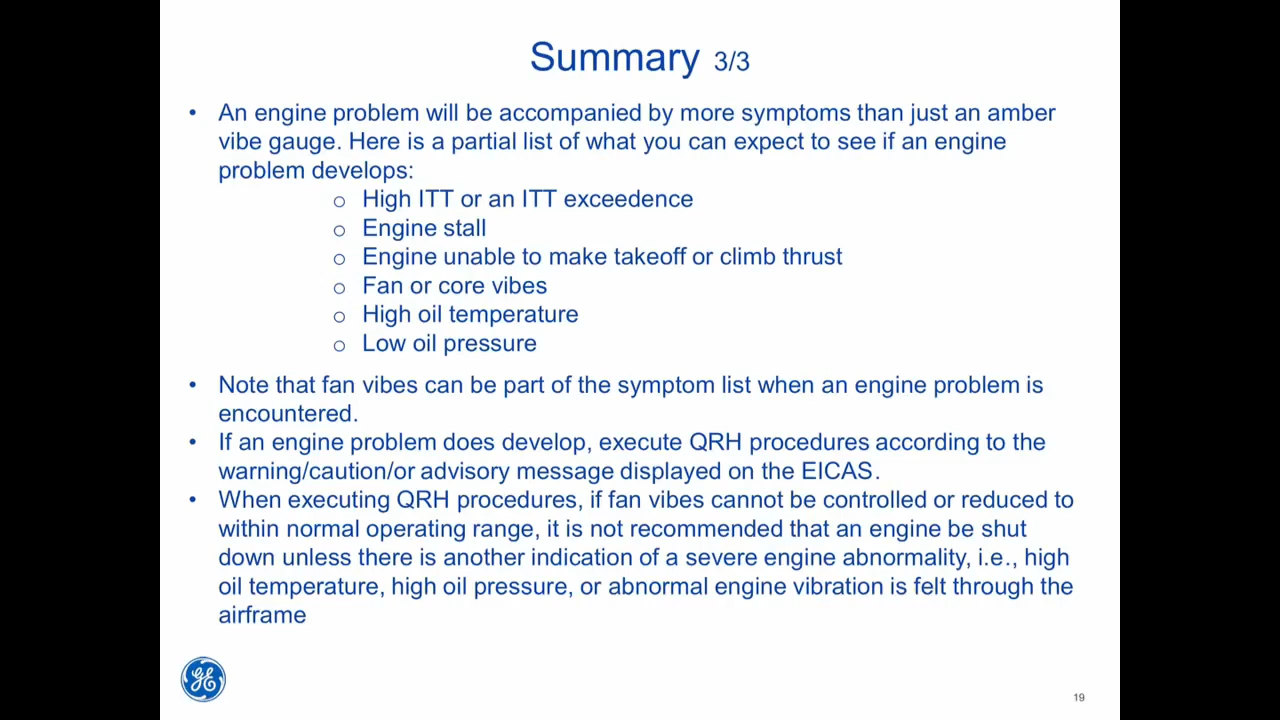 Summary 3/3
• An engine problem will be accompanied by more symptoms than just an amber
vibe gauge. Here is a partial list of what you can expect to see if an engine
problem develops:
o High ITT or an ITT exceedence
o Engine stall
o Engine unable to make takeoff or climb thrust
o Fan or core vibes
o High oil temperature
o Low oil pressure
• Note that fan vibes can be part of the symptom list when an engine problem is
encountered.
• If an engine problem does develop, execute QRH procedures according to the
warning/caution/or advisory message displayed on the EICAS.
• When executing QRH procedures, if fan vibes cannot be controlled or reduced to
within normal operating range, it is not recommended that an engine be shut
down unless there is another indication of a severe engine abnormality, i.e., high
oil temperature, high oil pressure, or abnormal engine vibration is felt through the
airframe
GE
19